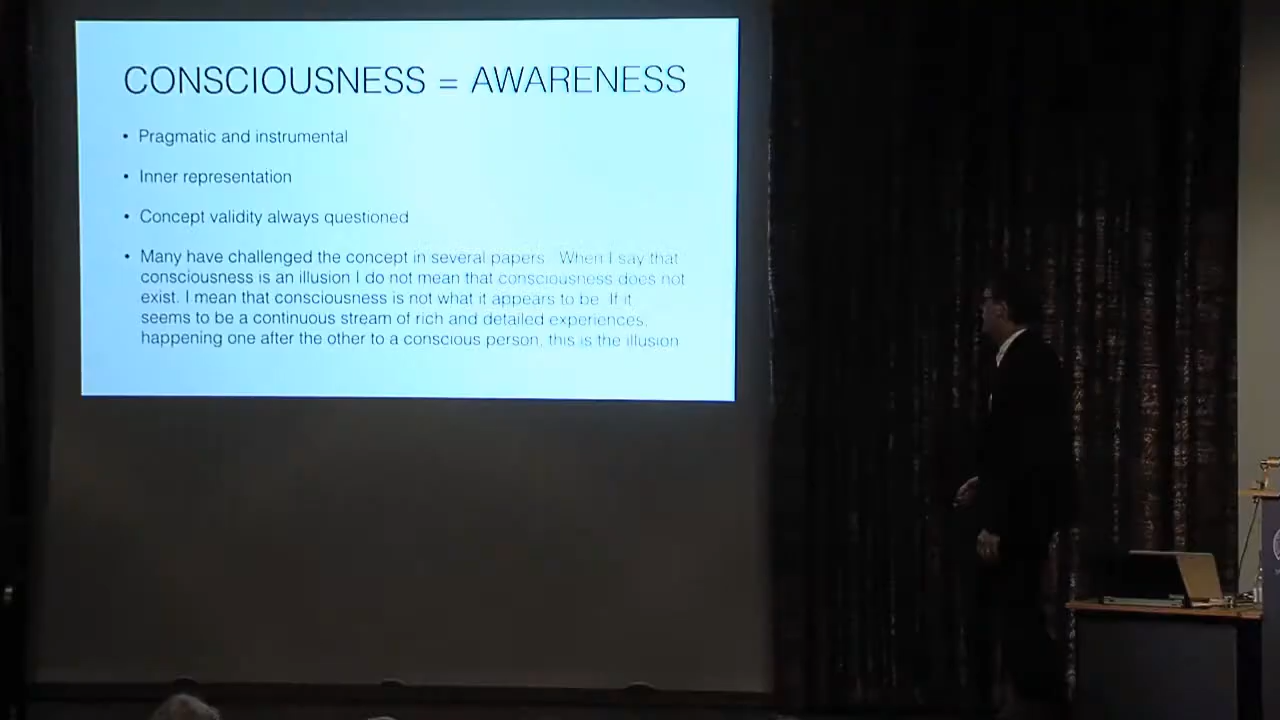 CONSCIOUSNESS = AWARENESS
• Pragmatic and instrumental
• Inner representation
• Concept validity always questioned
• Many have challenged the concept in several papers. When I say that
consciousness is an illusion I do not mean that consciousness does not
exist. I mean that consciousness is not what it appears to be. If it
seems to be a continuous stream of rich and detailed experiences,
happening one after the other to a conscious person, this is the illusion